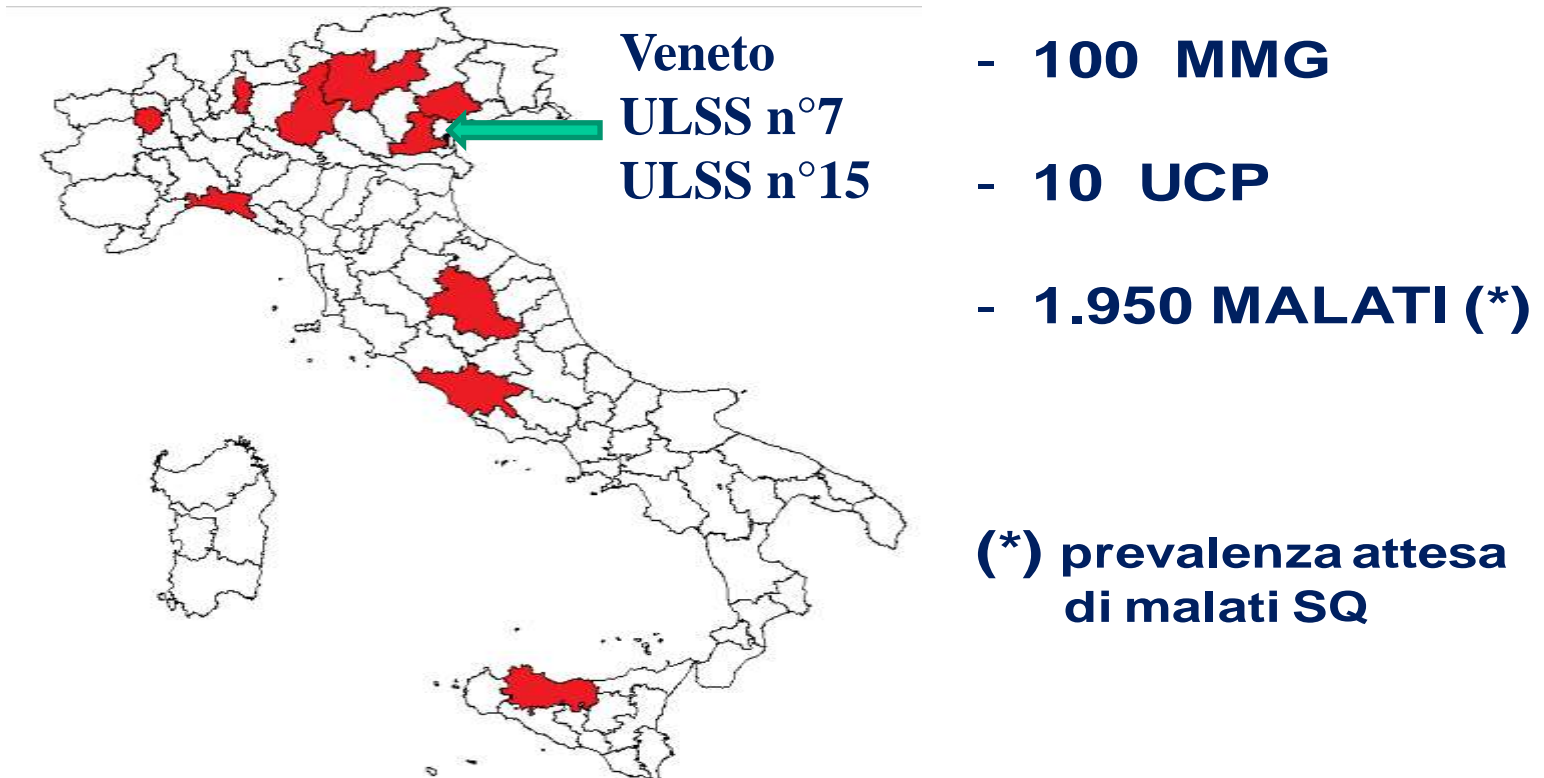 Veneto
ULSS n°7
ULSS n°15
- 100 MMG
- 10 UCP
- 1.950 MALATI (*)
(*) prevalenza attesa
di malati SQ